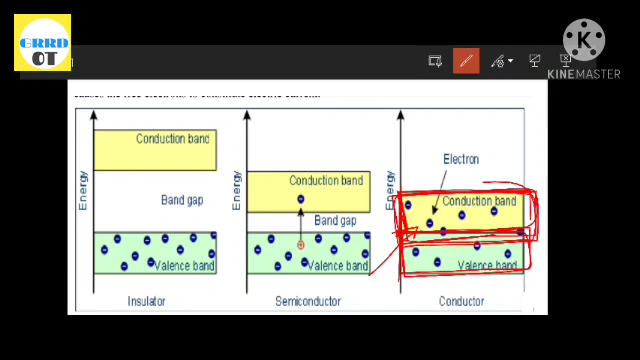 GRRD
OT
KINEMASTER
Conduction band
Energy
Band gap
Valence band
Insulator
Conduction band
Energy
Band gap
Valence band
Semiconductor
Electron
Conduction band
Energy
Valence band
Conductor